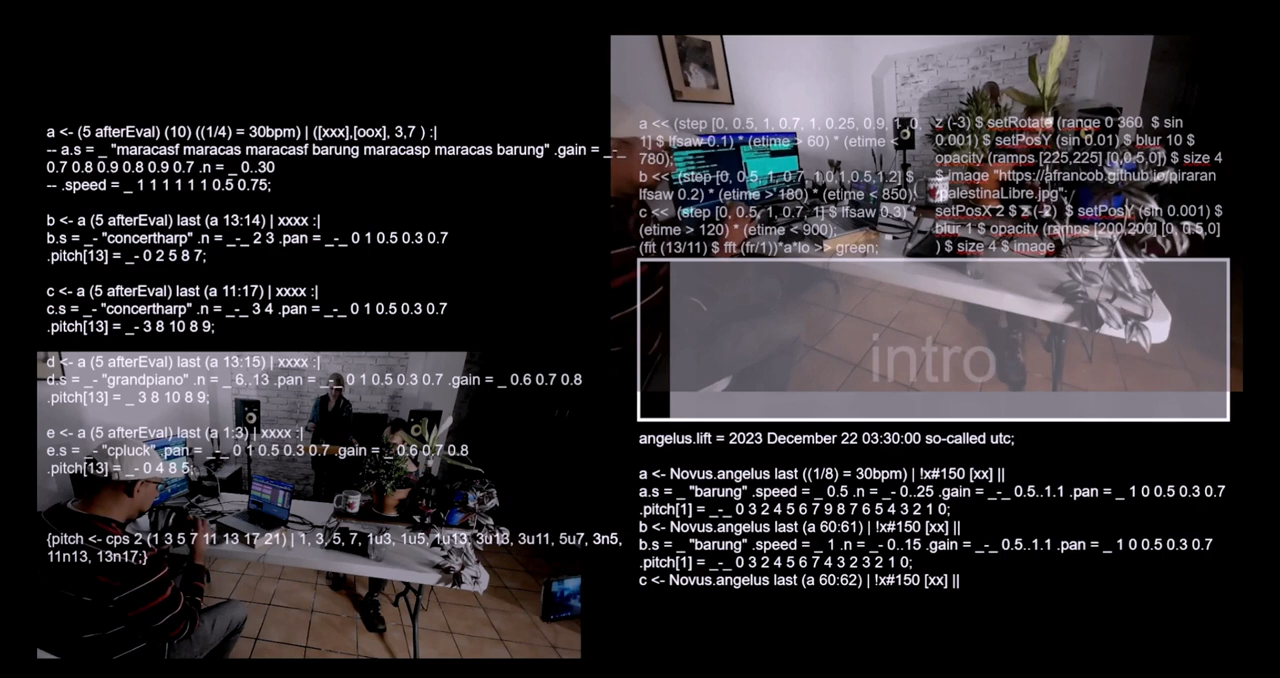 a <- (5 afterEval) (10) ((1/4) = 30bpm) | ([xxx],[oox], 3,7 ) :|
-- a.s = _ "maracasf maracas maracasf barung maracasp maracas barung" .gain = _-_
0.7 0.8 0.9 0.8 0.9 0.7 .n = _ 0..30
-- .speed = _ 1 1 1 1 1 1 0.5 0.75;
b <- a (5 afterEval) last (a 13:14) | xxxx :|
b.s = _- "concertharp" .n = _-_ 2 3 .pan = _-_ 0 1 0.5 0.3 0.7
.pitch[13] = _- 0 2 5 8 7;
c <- a (5 afterEval) last (a 11:17) | xxxx :|
c.s = _- "concertharp" .n = _-_ 3 4 .pan = _-_ 0 1 0.5 0.3 0.7
.pitch[13] = _- 3 8 10 8 9;
d <- a (5 afterEval) last (a 13:15) | xxxx :|
d.s = _- "grandpiano" .n = _ 6..13 .pan = _-_ 0 1 0.5 0.3 0.7 .gain = _ 0.6 0.7 0.8
.pitch[13] = _ 3 8 10 8 9;
e <- a (5 afterEval) last (a 1:3) | xxxx :|
e.s = _- "cpluck" .pan = _-_ 0 1 0.5 0.3 0.7 .gain = _ 0.6 0.7 0.8
.pitch[13] = _- 0 4 8 5;
{pitch <- cps 2 (1 3 5 7 11 13 17 21) | 1, 3, 5, 7, 1u3, 1u5, 1u13, 3u13, 3u11, 5u7, 3n5,
11n13, 13n17;}
a << (step [0, 0.5, 1, 0.7, 1, 0.25, 0.9, 1, 0,
1] $ lfsaw 0.1) * (etime > 60) * (etime <
780);
b << (step [0, 0.5, 1, 0.7, 1,0,1,0.5,1.2] $
lfsaw 0.2) * (etime > 180) * (etime < 850);
c << (step [0, 0.5, 1, 0.7, 1] $ lfsaw 0.3) *
(etime > 120) * (etime < 900);
(fit (13/11) $ fft (fr/1))*a*lo >> green;
z (-3) $ setRotate (range 0 360 $ sin
0.001) $ setPosY (sin 0.01) $ blur 10 $
opacity (ramps [225,225] [0,0.5,0]) $ size 4
$ image "https://afrancob.github.io/piranran
/palestinaLibre.jpg";
setPosX 2 $ z (-2) $ setPosY (sin 0.001) $
blur 1 $ opacity (ramps [200,200] [0, 0.5,0]
) $ size 4 $ image
intro
angelus.lift = 2023 December 22 03:30:00 so-called utc;
a <- Novus.angelus last ((1/8) = 30bpm) | !x#150 [xx] ||
a.s = _ "barung" .speed = _ 0.5 .n = _- 0..25 .gain = _-_ 0.5..1.1 .pan = _ 1 0 0.5 0.3 0.7
.pitch[1] = _-_ 0 3 2 4 5 6 7 9 8 7 6 5 4 3 2 1 0;
b <- Novus.angelus last (a 60:61) | !x#150 [xx] ||
b.s = _ "barung" .speed = _ 1 .n = _- 0..15 .gain = _-_ 0.5..1.1 .pan = _ 1 0 0.5 0.3 0.7
.pitch[1] = _-_ 0 3 2 4 5 6 7 4 3 2 3 2 1 0;
c <- Novus.angelus last (a 60:62) | !x#150 [xx] ||